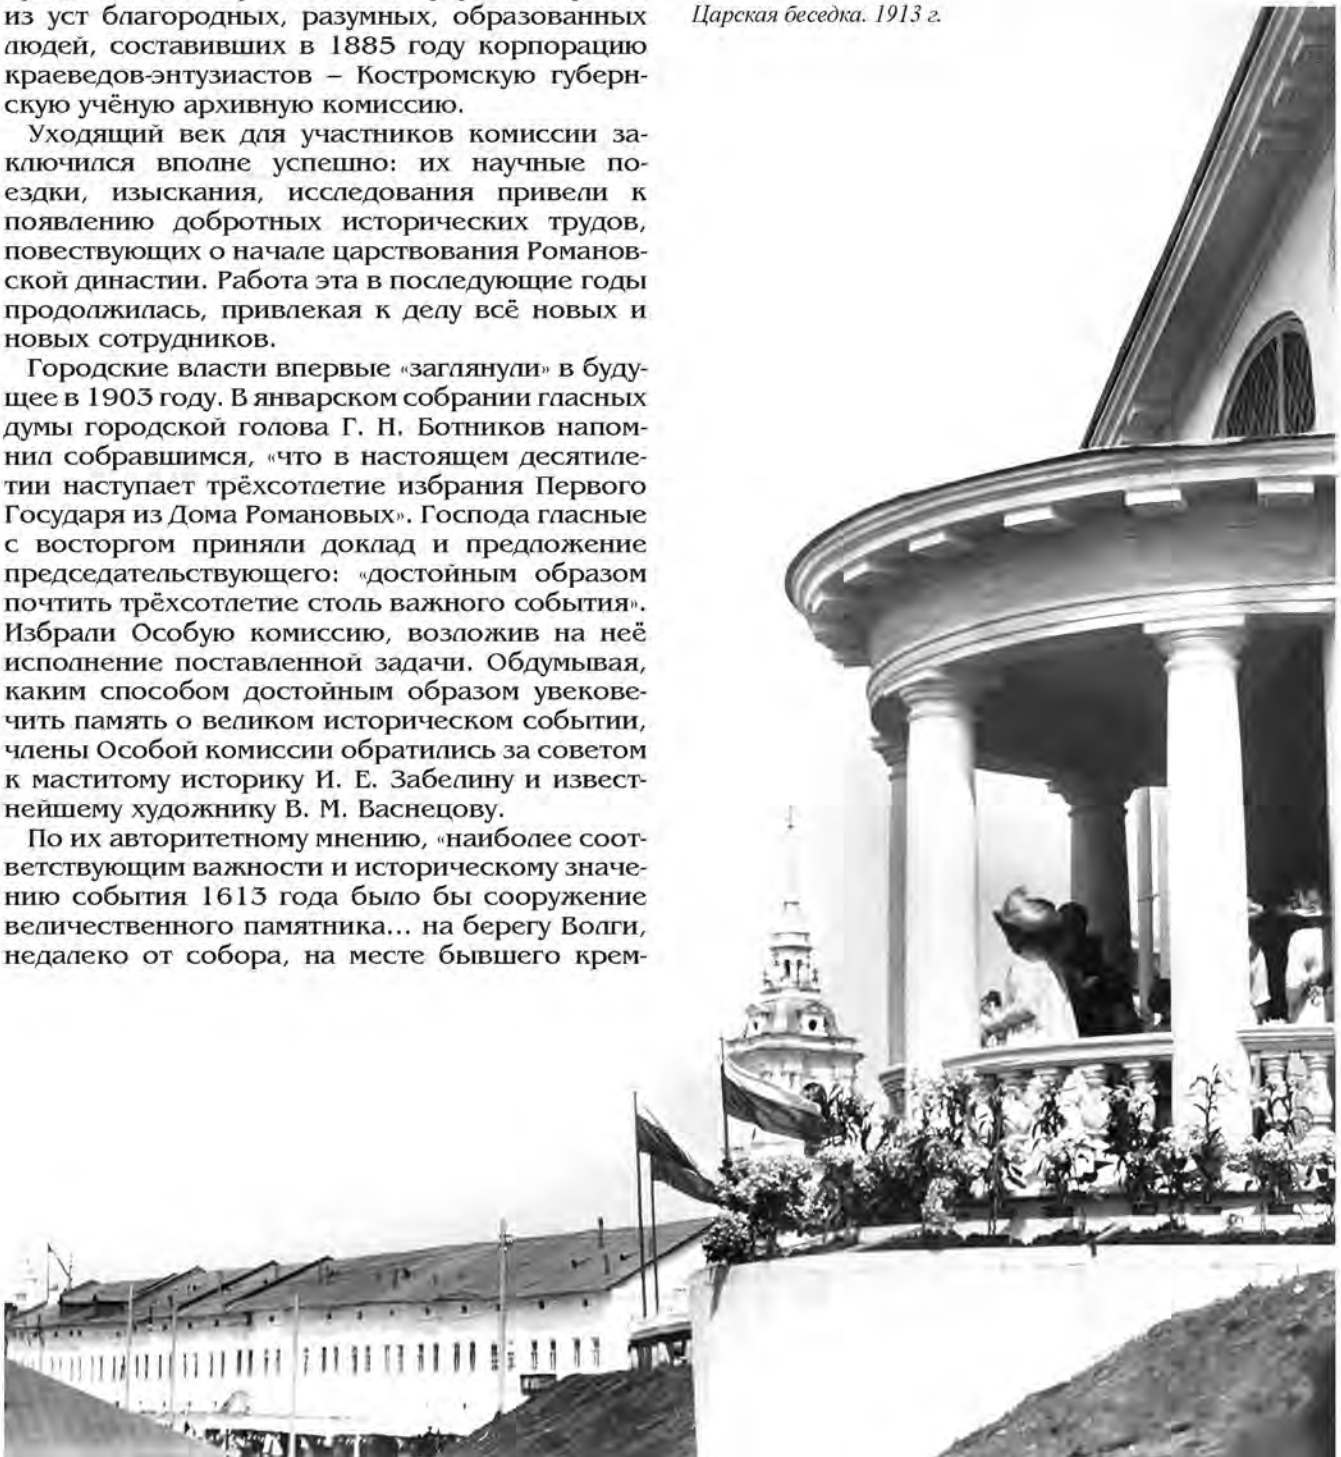 из уст благородных, разумных, образованных
людей, составивших в 1885 году корпорацию
краеведов-энтузиастов – Костромскую губерн-
скую учёную архивную комиссию.
Уходящий век для участников комиссии за-
ключился вполне успешно: их научные по-
ездки, изыскания, исследования привели к
появлению добротных исторических трудов,
повествующих о начале царствования Романов-
ской династии. Работа эта в последующие годы
продолжилась, привлекая к делу всё новых и
новых сотрудников.
Городские власти впервые «заглянули» в буду-
щее в 1903 году. В январском собрании гласных
думы городской голова Г. Н. Ботников напом-
нил собравшимся, «что в настоящем десятиле-
тии наступает трёхсотлетие избрания Первого
Государя из Дома Романовых». Господа гласные
с восторгом приняли доклад и предложение
председательствующего: «достойным образом
почтить трёхсотлетие столь важного события».
Избрали Особую комиссию, возложив на неё
исполнение поставленной задачи. Обдумывая,
каким способом достойным образом увекове-
чить память о великом историческом событии,
члены Особой комиссии обратились за советом
к маститому историку И. Е. Забелину и извест-
нейшему художнику В. М. Васнецову.
По их авторитетному мнению, «наиболее соот-
ветствующим важности и историческому значе-
нию события 1613 года было бы сооружение
величественного памятника... на берегу Волги,
недалеко от собора, на месте бывшего крем-
Царская беседка. 1913 г.